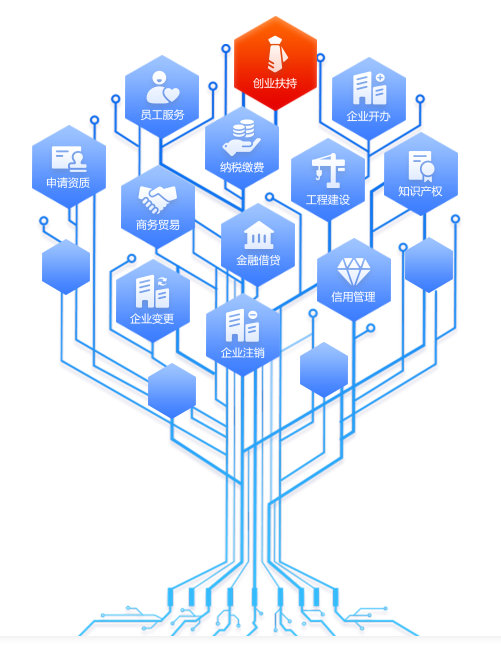 创业扶持
员工服务
企业开办
纳税缴费
申请资质
工程建设
知识产权
商务贸易
金融借贷
信用管理
企业变更
企业注销